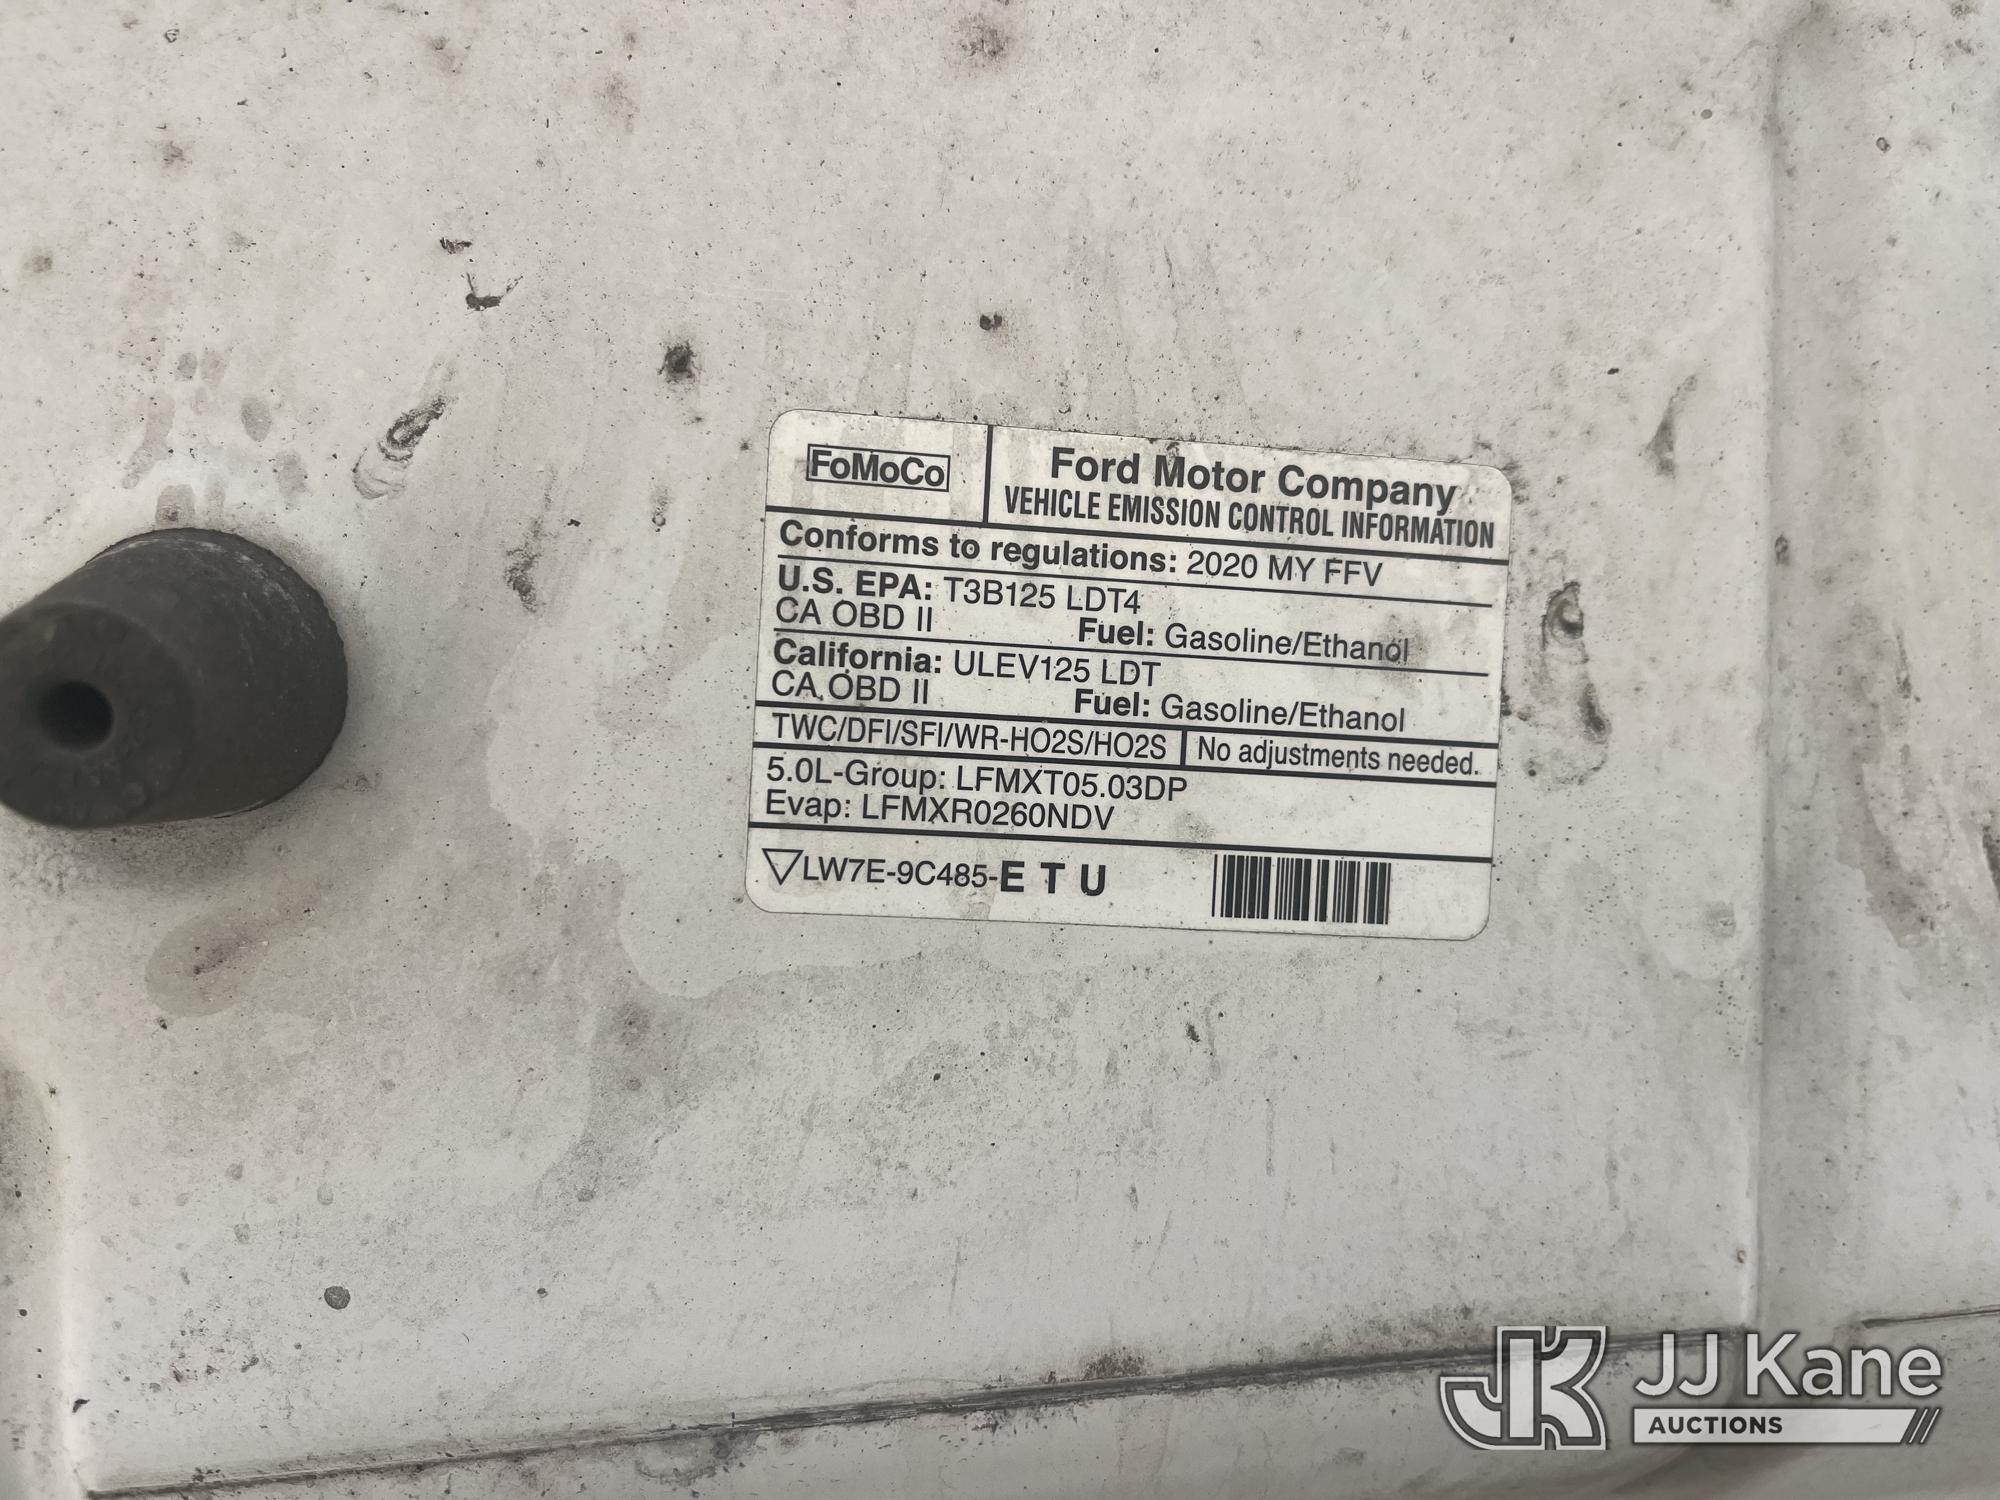 FoMoCo
Ford Motor Company
VEHICLE EMISSION CONTROL INFORMATION
Conforms to regulations: 2020 MY FFV
U.S. EPA: T3B125 LDT4
CA OBD II Fuel: Gasoline/Ethanol
California: ULEV125 LDT
CA OBD II Fuel: Gasoline/Ethanol
TWC/DFI/SFI/WR-HO2S/HO2S No adjustments needed.
5.0L-Group: LFMXT05.03DP
Evap: LFMXR0260NDV
LW7E-9C485-E T U
JK JJ Kane
AUCTIONS